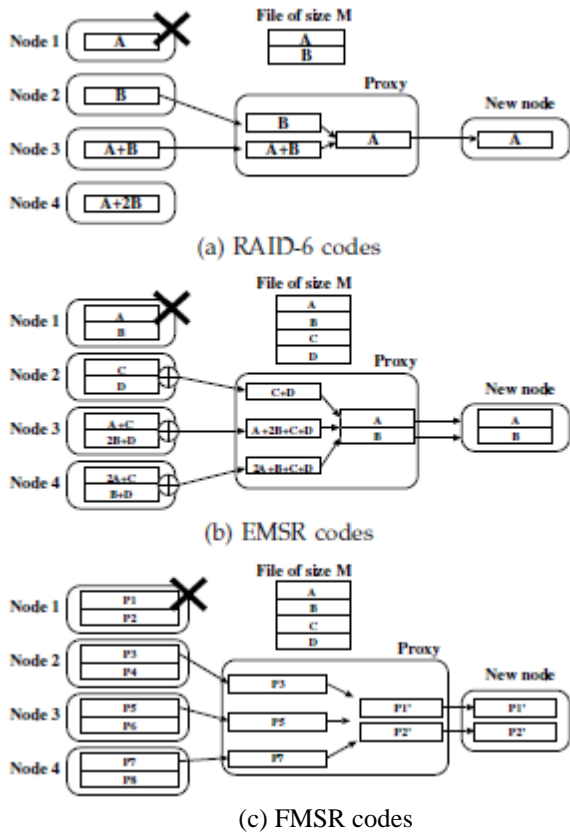 File of size M
Node 1
A
A
B
Proxy
Node 2
B
B
New node
A
A
Node 3
A+B
A+B
Node 4
A+2B
(a) RAID-6 codes
File of size M
Node 1
A
B
A
B
C
D
Proxy
Node 2
C
D
C+D
New node
Node 3
A+C
2B+D
A+2B+C+D
A
B
A
B
Node 4
2A+C
B+D
2A+B+C+D
(b) EMSR codes
File of size M
Node 1
P1
P2
A
B
C
D
Proxy
Node 2
P3
P4
P3
New node
Node 3
P5
P6
P5
P1'
P2'
P1'
P2'
Node 4
P7
P8
P7
(c) FMSR codes